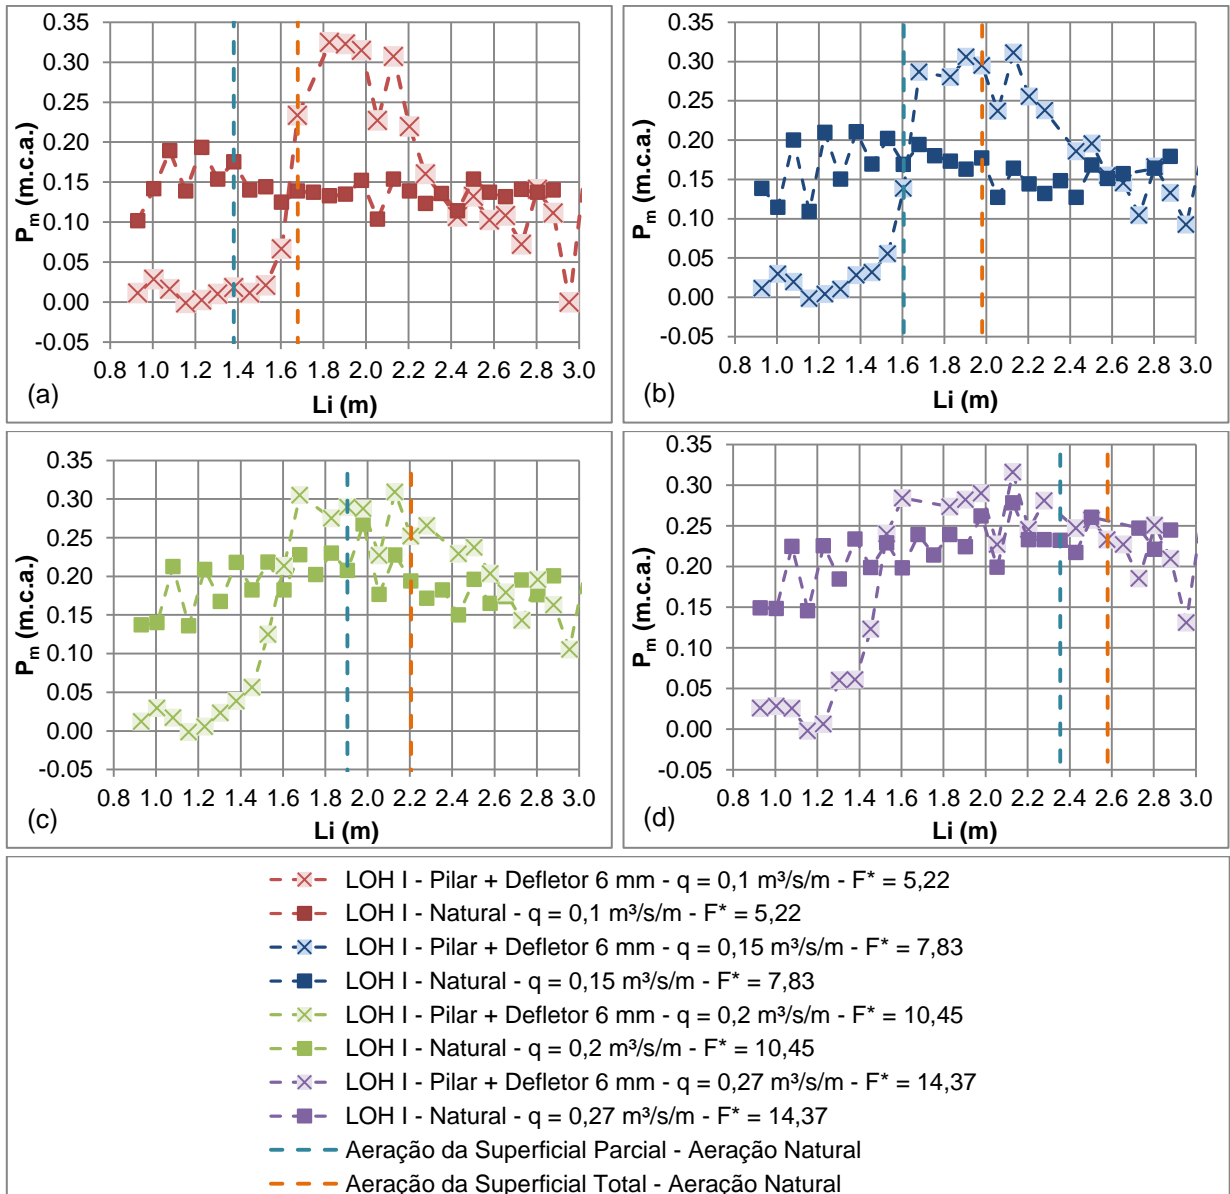 0.35
0.30
0.25
0.20
0.15
0.10
0.05
0.00
-0.05
Pm (m.c.a.)
0.8 1.0 1.2 1.4 1.6 1.8 2.0 2.2 2.4 2.6 2.8 3.0
Li (m)
(a)
0.35
0.30
0.25
0.20
0.15
0.10
0.05
0.00
-0.05
Pm (m.c.a.)
0.8 1.0 1.2 1.4 1.6 1.8 2.0 2.2 2.4 2.6 2.8 3.0
Li (m)
(b)
0.35
0.30
0.25
0.20
0.15
0.10
0.05
0.00
-0.05
Pm (m.c.a.)
0.8 1.0 1.2 1.4 1.6 1.8 2.0 2.2 2.4 2.6 2.8 3.0
Li (m)
(c)
0.35
0.30
0.25
0.20
0.15
0.10
0.05
0.00
-0.05
Pm (m.c.a.)
0.8 1.0 1.2 1.4 1.6 1.8 2.0 2.2 2.4 2.6 2.8 3.0
Li (m)
(d)
LOH I - Pilar + Defletor 6 mm - q = 0,1 m³/s/m - F* = 5,22
LOH I - Natural - q = 0,1 m³/s/m - F* = 5,22
LOH I - Pilar + Defletor 6 mm - q = 0,15 m³/s/m - F* = 7,83
LOH I - Natural - q = 0,15 m³/s/m - F* = 7,83
LOH I - Pilar + Defletor 6 mm - q = 0,2 m³/s/m - F* = 10,45
LOH I - Natural - q = 0,2 m³/s/m - F* = 10,45
LOH I - Pilar + Defletor 6 mm - q = 0,27 m³/s/m - F* = 14,37
LOH I - Natural - q = 0,27 m³/s/m - F* = 14,37
Aeração da Superficial Parcial - Aeração Natural
Aeração da Superficial Total - Aeração Natural